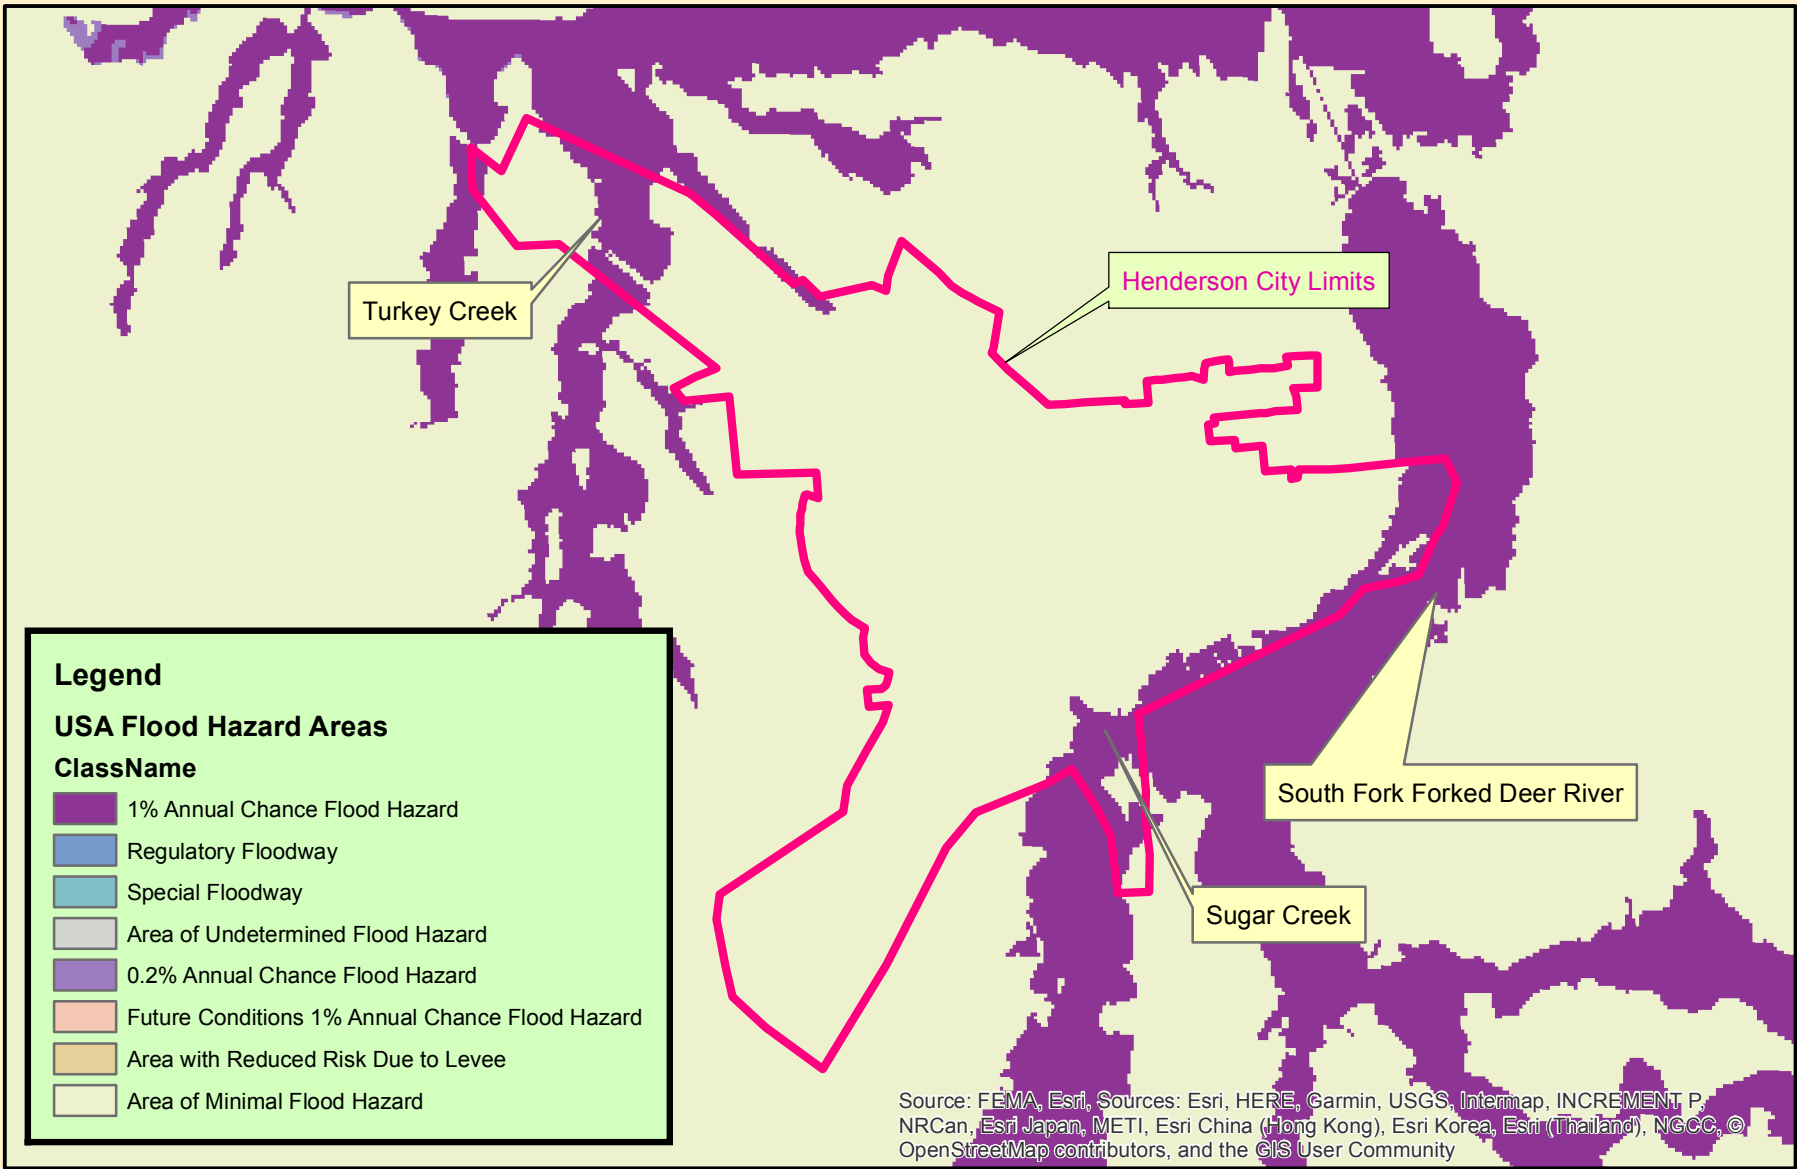 Henderson City Limits
Turkey Creek
Legend
USA Flood Hazard Areas
ClassName
1% Annual Chance Flood Hazard
Regulatory Floodway
Special Floodway
Area of Undetermined Flood Hazard
0.2% Annual Chance Flood Hazard
Future Conditions 1% Annual Chance Flood Hazard
Area with Reduced Risk Due to Levee
Area of Minimal Flood Hazard
South Fork Forked Deer River
Sugar Creek
Source: FEMA, Esri, Sources: Esri, HERE, Garmin, USGS, Intermap, INCREMENT P,
NRCan, Esri Japan, METI, Esri China (Hong Kong), Esri Korea, Esri (Thailand), NGCC, ©
OpenStreetMap contributors, and the GIS User Community